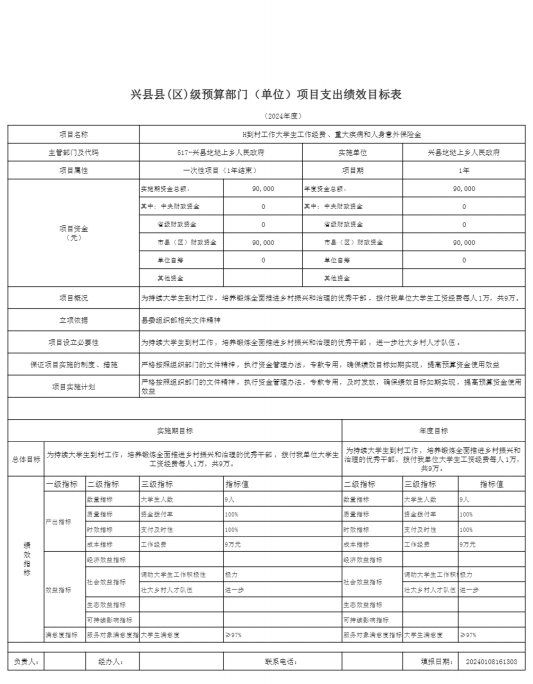 兴县县(区)级预算部门（单位）项目支出绩效目标表
（2024年度）
项目名称 H到村工作大学生工作经费、重大疾病和人身意外保险金
主管部门及代码 517-兴县圪垯上乡人民政府 实施单位 兴县圪垯上乡人民政府
项目属性 一次性项目（1年结束） 项目期 1年
项目资金（元）
实施期资金总额： 90,000 年度资金总额： 90,000
其中：中央财政资金 0 其中：中央财政资金 0
省级财政资金 0 省级财政资金 0
市县（区）财政资金 90,000 市县（区）财政资金 90,000
单位自筹 0 单位自筹 0
其他资金 其他资金
项目概况 为持续大学生到村工作，培养锻炼全面推进乡村振兴和治理的优秀干部，拨付我单位大学生工资经费每人1万，共9万。
立项依据 县委组织部相关文件精神
项目设立必要性 为持续大学生到村工作，培养锻炼全面推进乡村振兴和治理的优秀干部，进一步壮大乡村人才队伍。
保证项目实施的制度、措施 严格按照组织部门的文件精神，执行资金管理办法，专款专用，确保绩效目标如期实现，提高预算资金使用效益
项目实施计划 严格按照组织部门的文件精神，执行资金管理办法，专款专用，及时发放，确保绩效目标如期实现，提高预算资金使用
效益
实施期目标 年度目标
总体目标 为持续大学生到村工作，培养锻炼全面推进乡村振兴和治理的优秀干部，拨付我单位大学生
工资经费每人1万，共9万。
为持续大学生到村工作，培养锻炼全面推进乡村振兴和
治理的优秀干部，拨付我单位大学生工资经费每人1万，
共9万。
绩效指标
一级指标 二级指标 三级指标 指标值 二级指标 三级指标 指标值
产出指标
数量指标 大学生人数 9人 数量指标 大学生人数 9人
质量指标 资金拨付率 100% 质量指标 资金拨付率 100%
时效指标 支付及时性 100% 时效指标 支付及时性 100%
成本指标 工作经费 9万元 成本指标 工作经费 9万元
效益指标
经济效益指标 经济效益指标
社会效益指标 调动大学生工作积极性 极力 社会效益指标 调动大学生工作积极 极力
壮大乡村人才队伍 进一步 壮大乡村人才队伍 进一步
生态效益指标 生态效益指标
可持续影响指标 可持续影响指标
满意度指标 服务对象满意度指 大学生满意度 ≥97% 服务对象满意度指标 大学生满意度 ≥97%
负责人： 经办人： 联系电话： 填报日期： 20240108161303